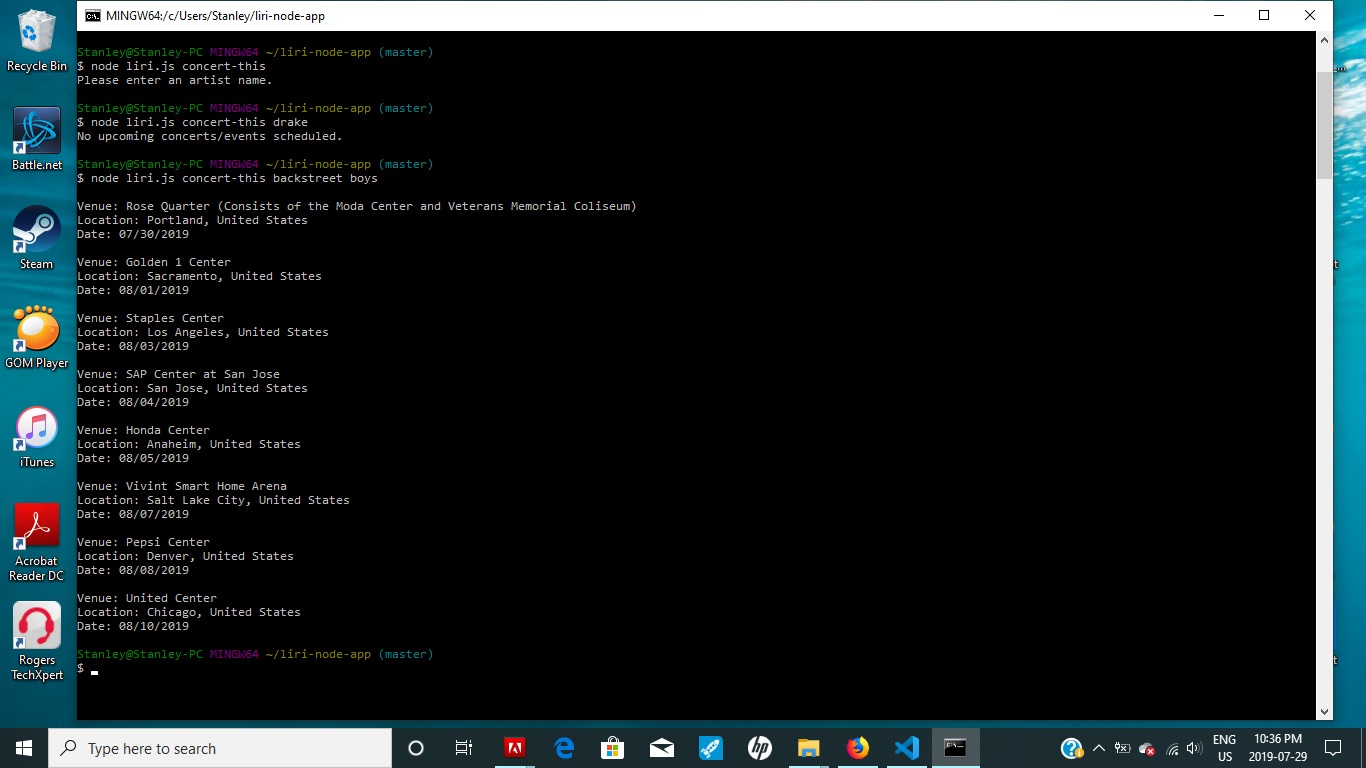 MINGW64:/c/Users/Stanley/liri-node-app
Recycle Bin
Battle.net
Steam
GOM Player
iTunes
Acrobat
Reader DC
Rogers
TechXpert
Stanley@Stanley-PC MINGW64 ~/liri-node-app (master)
$ node liri.js concert-this
Please enter an artist name.
Stanley@Stanley-PC MINGW64 ~/liri-node-app (master)
$ node liri.js concert-this drake
No upcoming concerts/events scheduled.
Stanley@Stanley-PC MINGW64 ~/liri-node-app (master)
$ node liri.js concert-this backstreet boys
Venue: Rose Quarter (Consists of the Moda Center and Veterans Memorial Coliseum)
Location: Portland, United States
Date: 07/30/2019
Venue: Golden 1 Center
Location: Sacramento, United States
Date: 08/01/2019
Venue: Staples Center
Location: Los Angeles, United States
Date: 08/03/2019
Venue: SAP Center at San Jose
Location: San Jose, United States
Date: 08/04/2019
Venue: Honda Center
Location: Anaheim, United States
Date: 08/05/2019
Venue: Vivint Smart Home Arena
Location: Salt Lake City, United States
Date: 08/07/2019
Venue: Pepsi Center
Location: Denver, United States
Date: 08/08/2019
Venue: United Center
Location: Chicago, United States
Date: 08/10/2019
Stanley@Stanley-PC MINGW64 ~/liri-node-app (master)
$
Type here to search
hp
ENG
US
10:36 PM
2019-07-29